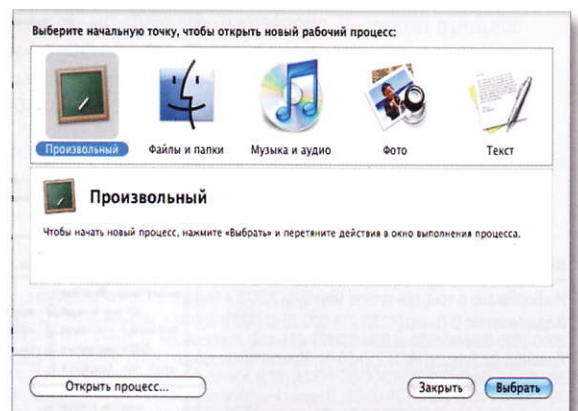 Выберите начальную точку, чтобы открыть новый рабочий процесс:
Произвольный Файлы и папки Музыка и аудио Фото Текст
Произвольный
Чтобы начать новый процесс, нажмите «Выбрать» и перетяните действия в окно выполнения процесса.
Открыть процесс... Закрыть Выбрать